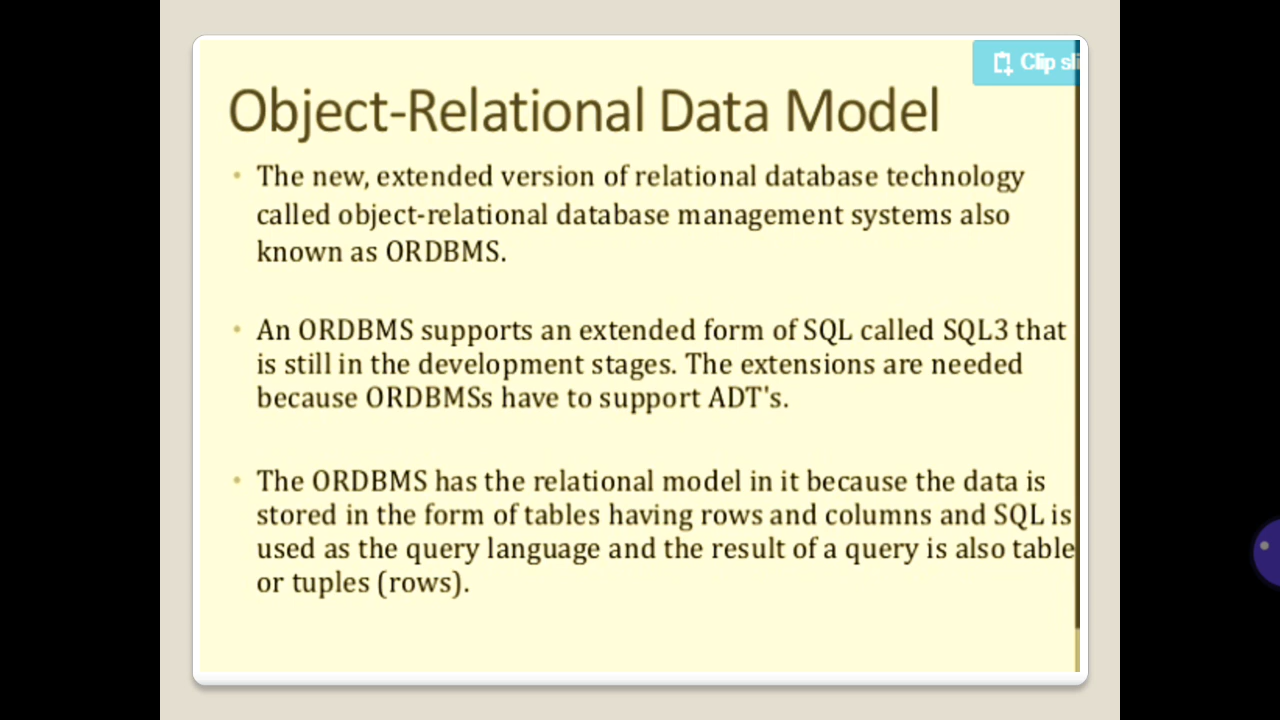 Clip sli
Object-Relational Data Model
• The new, extended version of relational database technology
called object-relational database management systems also
known as ORDBMS.
• An ORDBMS supports an extended form of SQL called SQL3 that
is still in the development stages. The extensions are needed
because ORDBMSs have to support ADT's.
• The ORDBMS has the relational model in it because the data is
stored in the form of tables having rows and columns and SQL is
used as the query language and the result of a query is also table
or tuples (rows).